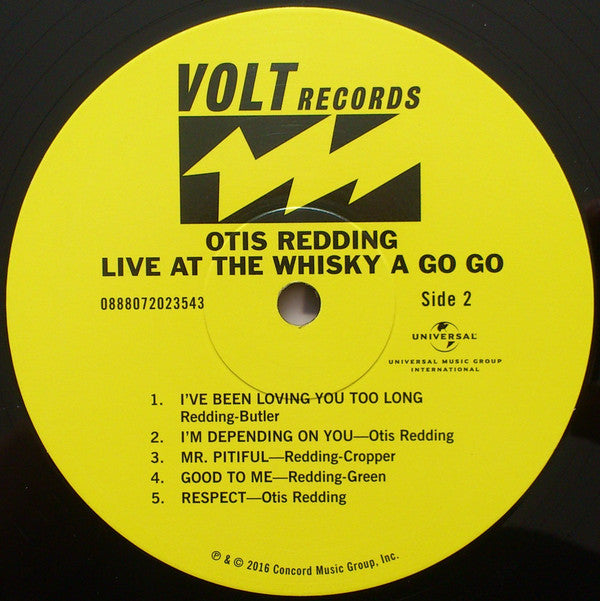 VOLT RECORDS
OTIS REDDING
LIVE AT THE WHISKY A GO GO
0888072023543
Side 2
UNIVERSAL
UNIVERSAL MUSIC GROUP
INTERNATIONAL
1. I'VE BEEN LOVING YOU TOO LONG
Redding-Butler
2. I'M DEPENDING ON YOU—Otis Redding
3. MR. PITIFUL—Redding-Cropper
4. GOOD TO ME—Redding-Green
5. RESPECT—Otis Redding
℗ & © 2016 Concord Music Group, Inc.